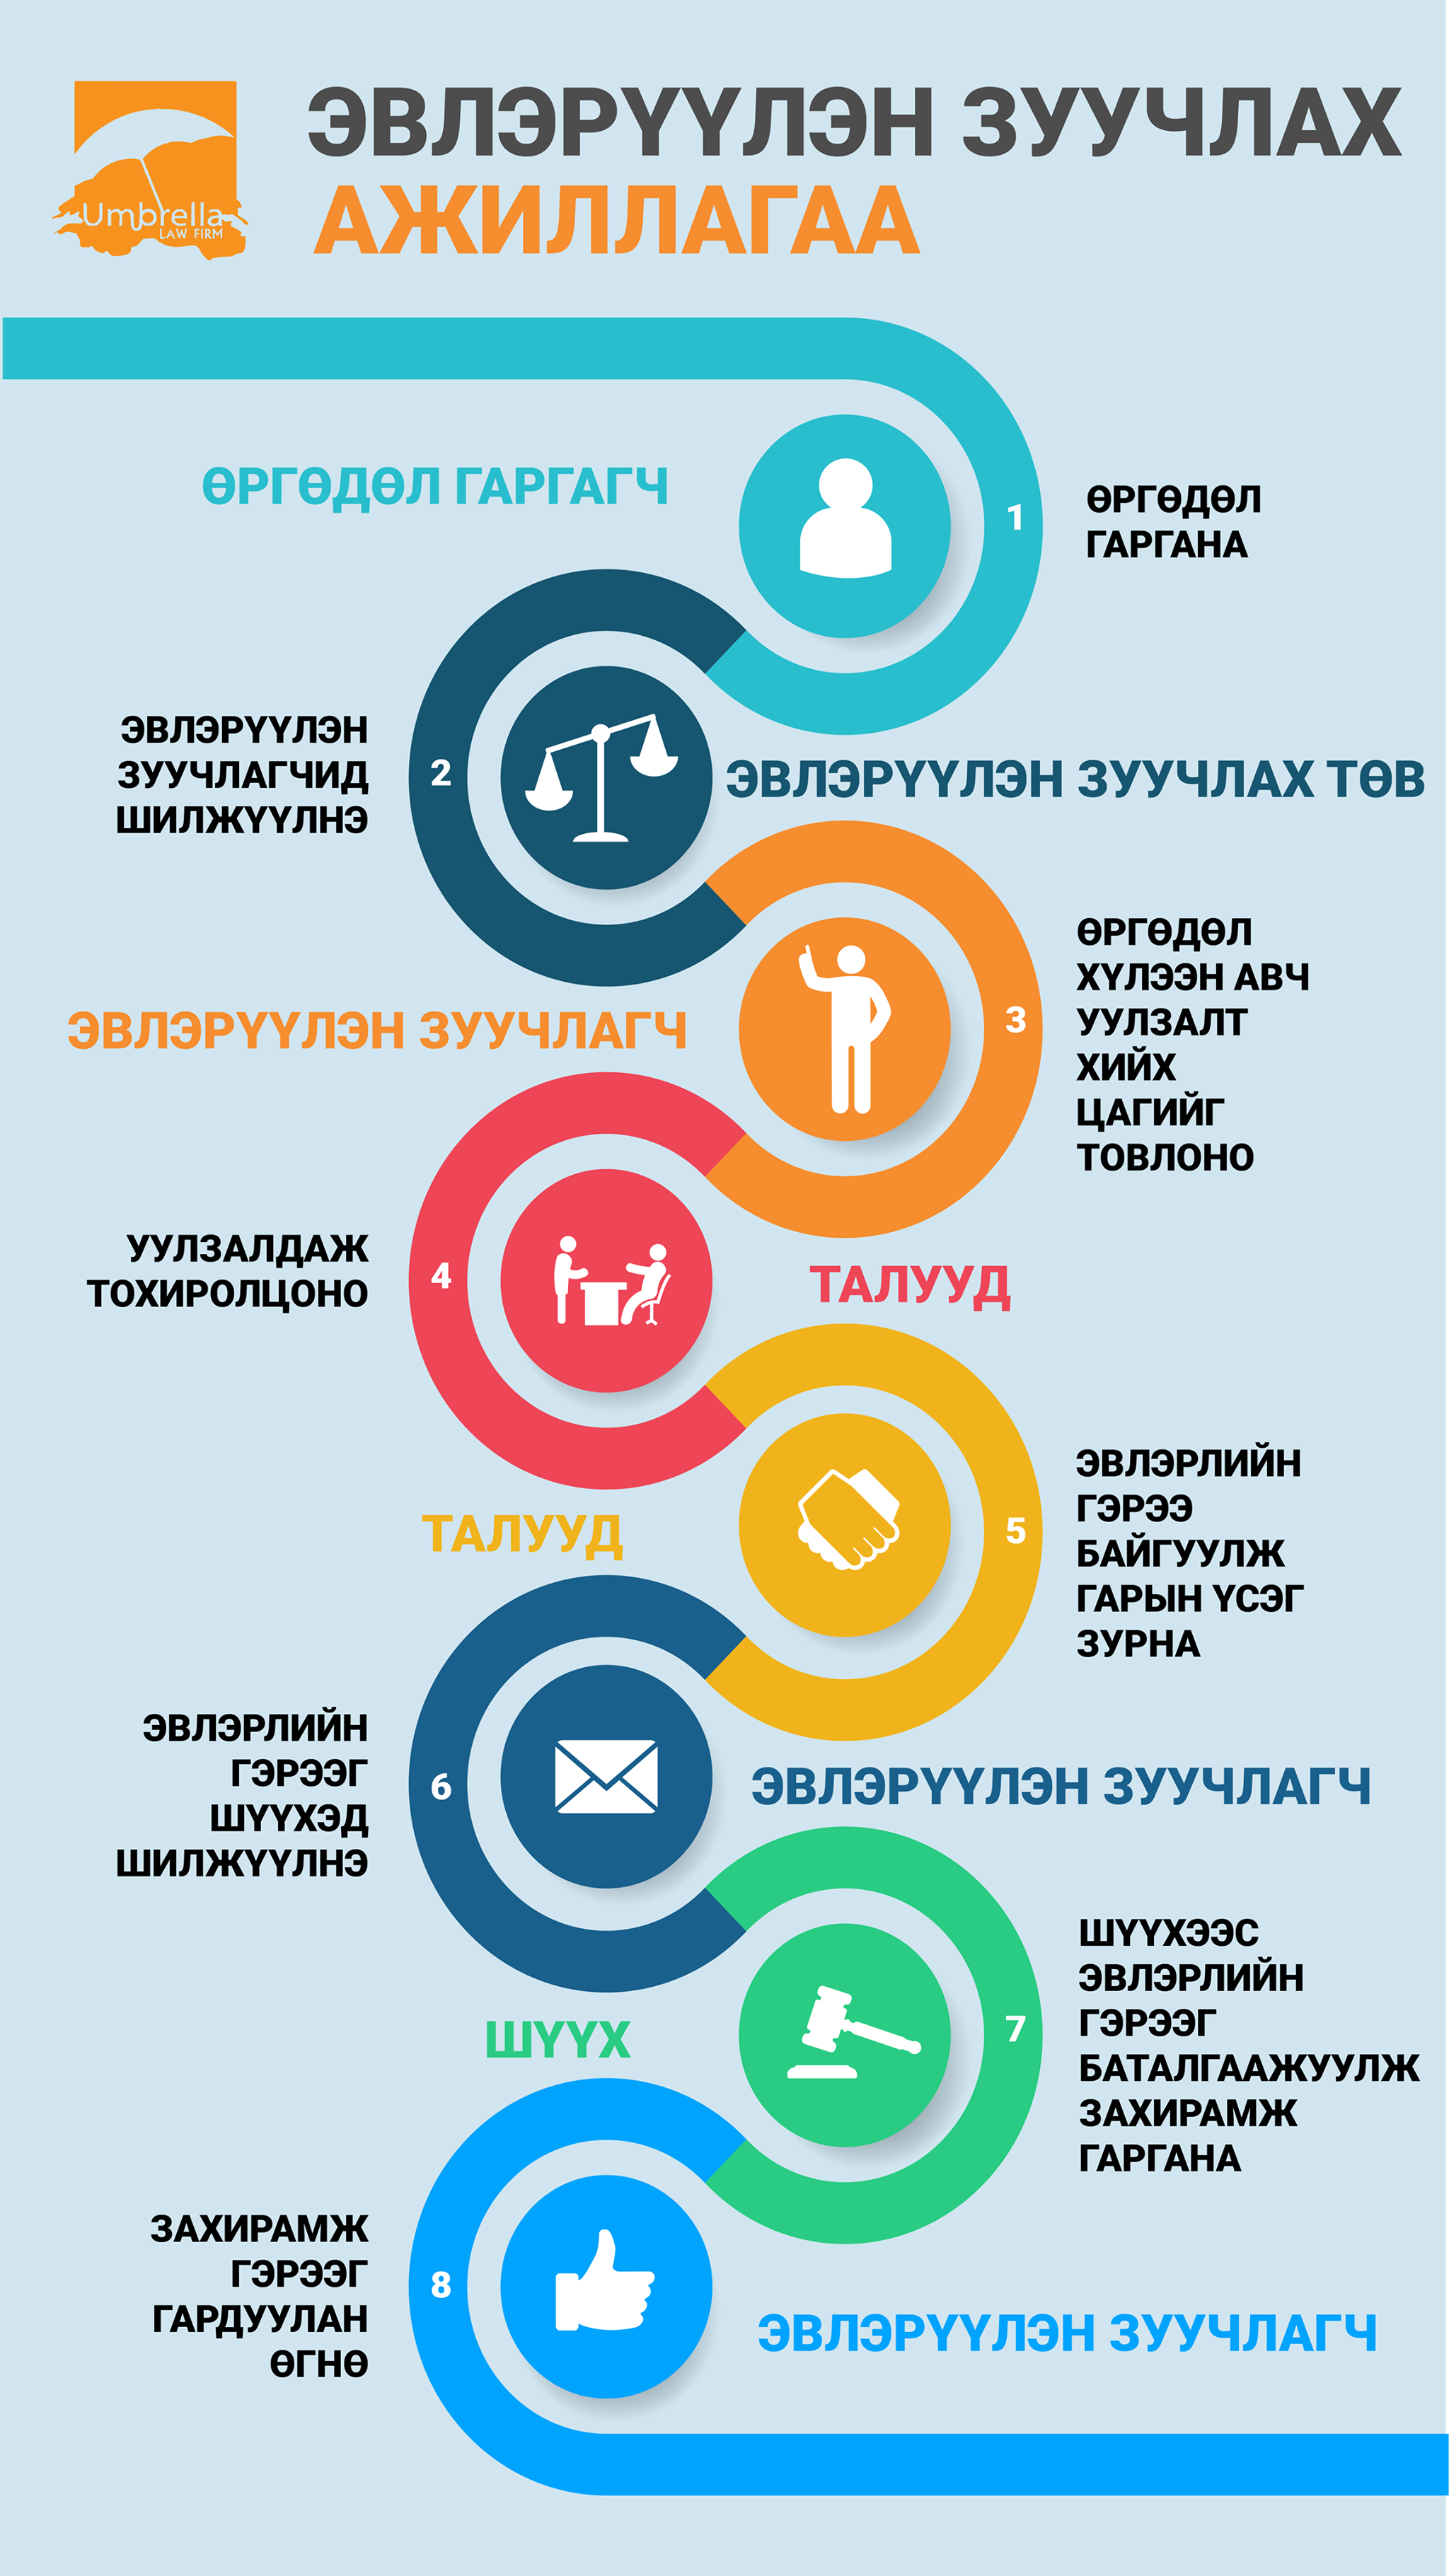 Umbrella
LAW FIRM
ЭВЛЭРҮҮЛЭН ЗУУЧЛАХ
АЖИЛЛАГАА
ӨРГӨДӨЛ ГАРГАГЧ
1
ӨРГӨДӨЛ
ГАРГАНА
ЭВЛЭРҮҮЛЭН
ЗУУЧЛАГЧИД
ШИЛЖҮҮЛНЭ
2
ЭВЛЭРҮҮЛЭН ЗУУЧЛАХ ТӨВ
ЭВЛЭРҮҮЛЭН ЗУУЧЛАГЧ
3
ӨРГӨДӨЛ
ХҮЛЭЭН АВЧ
УУЛЗАЛТ
ХИЙХ
ЦАГИЙГ
ТОВЛОНО
УУЛЗАЛДАЖ
ТОХИРОЛЦОНО
4
ТАЛУУД
ТАЛУУД
5
ЭВЛЭРЛИЙН
ГЭРЭЭ
БАЙГУУЛЖ
ГАРЫН ҮСЭГ
ЗУРНА
ЭВЛЭРЛИЙН
ГЭРЭЭГ
ШҮҮХЭД
ШИЛЖҮҮЛНЭ
6
ЭВЛЭРҮҮЛЭН ЗУУЧЛАГЧ
ШҮҮХ
7
ШҮҮХЭЭС
ЭВЛЭРЛИЙН
ГЭРЭЭГ
БАТАЛГААЖУУЛЖ
ЗАХИРАМЖ
ГАРГАНА
ЗАХИРАМЖ
ГЭРЭЭГ
ГАРДУУЛАН
ӨГНӨ
8
ЭВЛЭРҮҮЛЭН ЗУУЧЛАГЧ